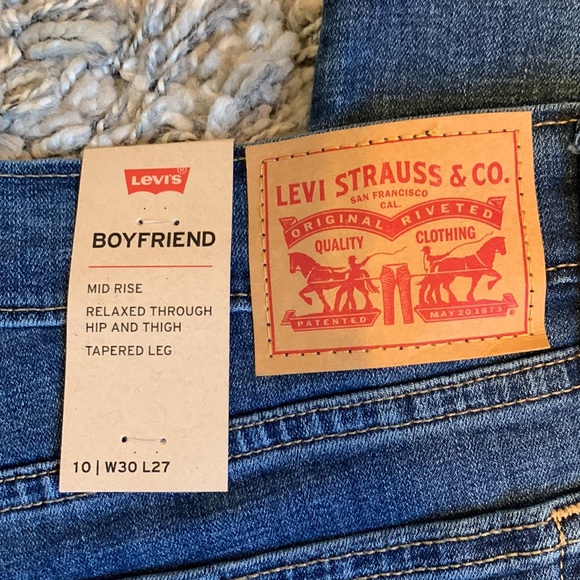 LEVI'S®
BOYFRIEND
MID RISE
RELAXED THROUGH
HIP AND THIGH
TAPERED LEG
10 | W30 L27
LEVI STRAUSS & CO.
SAN FRANCISCO
CAL.
ORIGINAL RIVETED
QUALITY CLOTHING
PATENTED MAY 20 1873